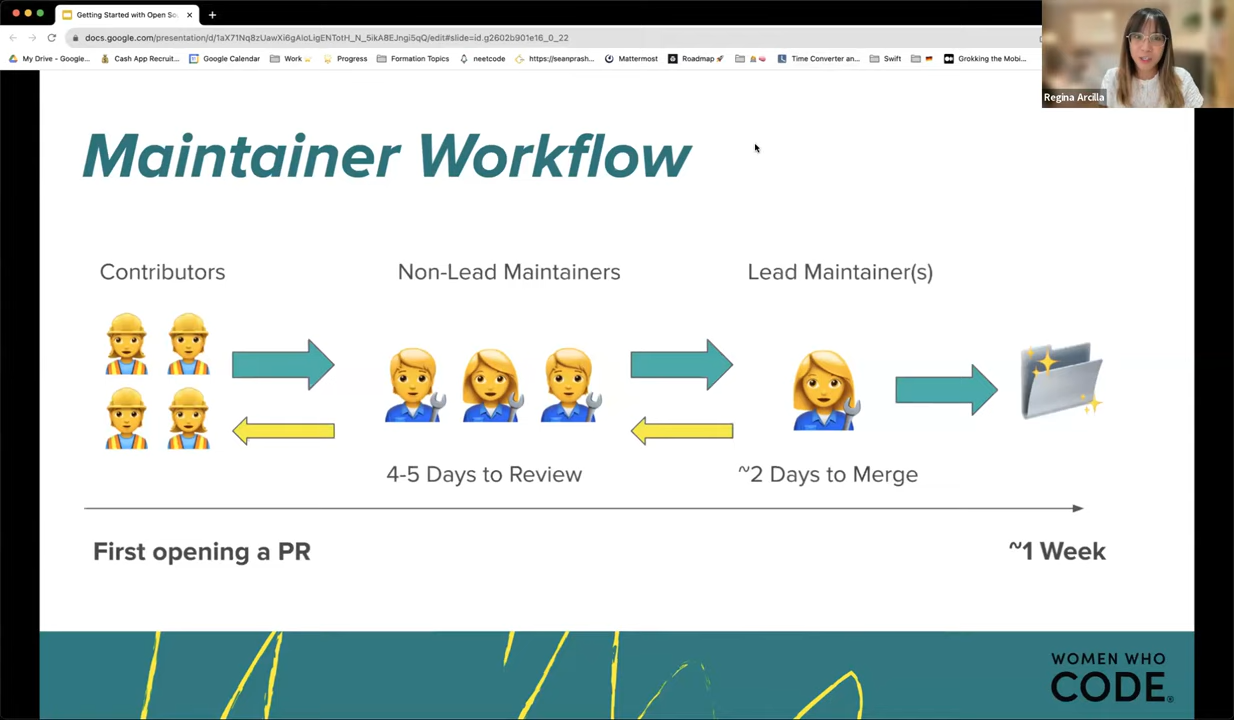 Getting Started with Open So
docs.google.com/presentation/d/1aX71Nq8zUawXi6gAloLigENTotH_N_5ikA8EJngi5qQ/edit#slide=id.g2602b901e16_0_22
My Drive - Google... Cash App Recruit... Google Calendar Work Progress Formation Topics neetcode https://seanprash... Mattermost Roadmap Time Converter an... Swift Grokking the Mobi...
Regina Arcilla
Maintainer Workflow
Contributors Non-Lead Maintainers Lead Maintainer(s)
4-5 Days to Review ~2 Days to Merge
First opening a PR ~1 Week
WOMEN WHO
CODE®